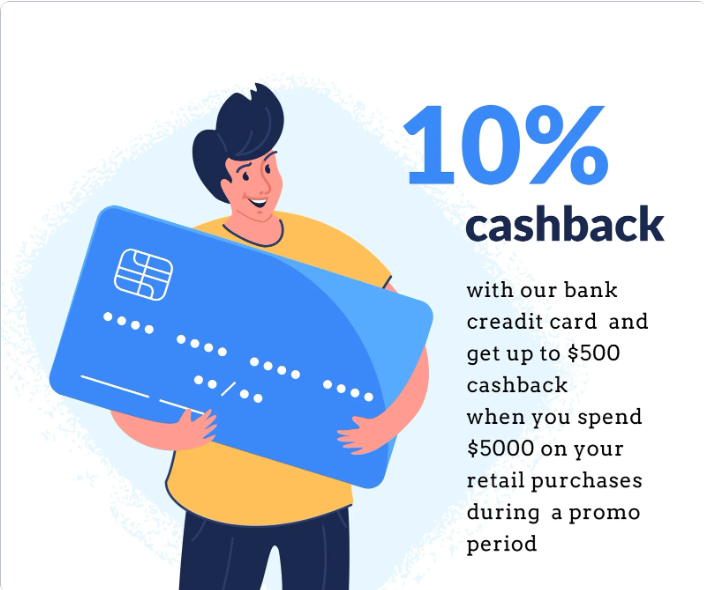 10%
cashback
with our bank
creadit card  and
get up to $500
cashback
when you spend
$5000 on your
retail purchases
during  a promo
period